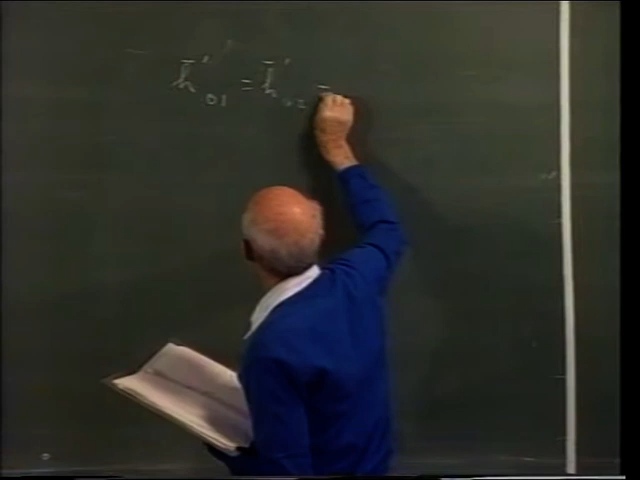 h̄'₀₁ = h̄'₀₂ =